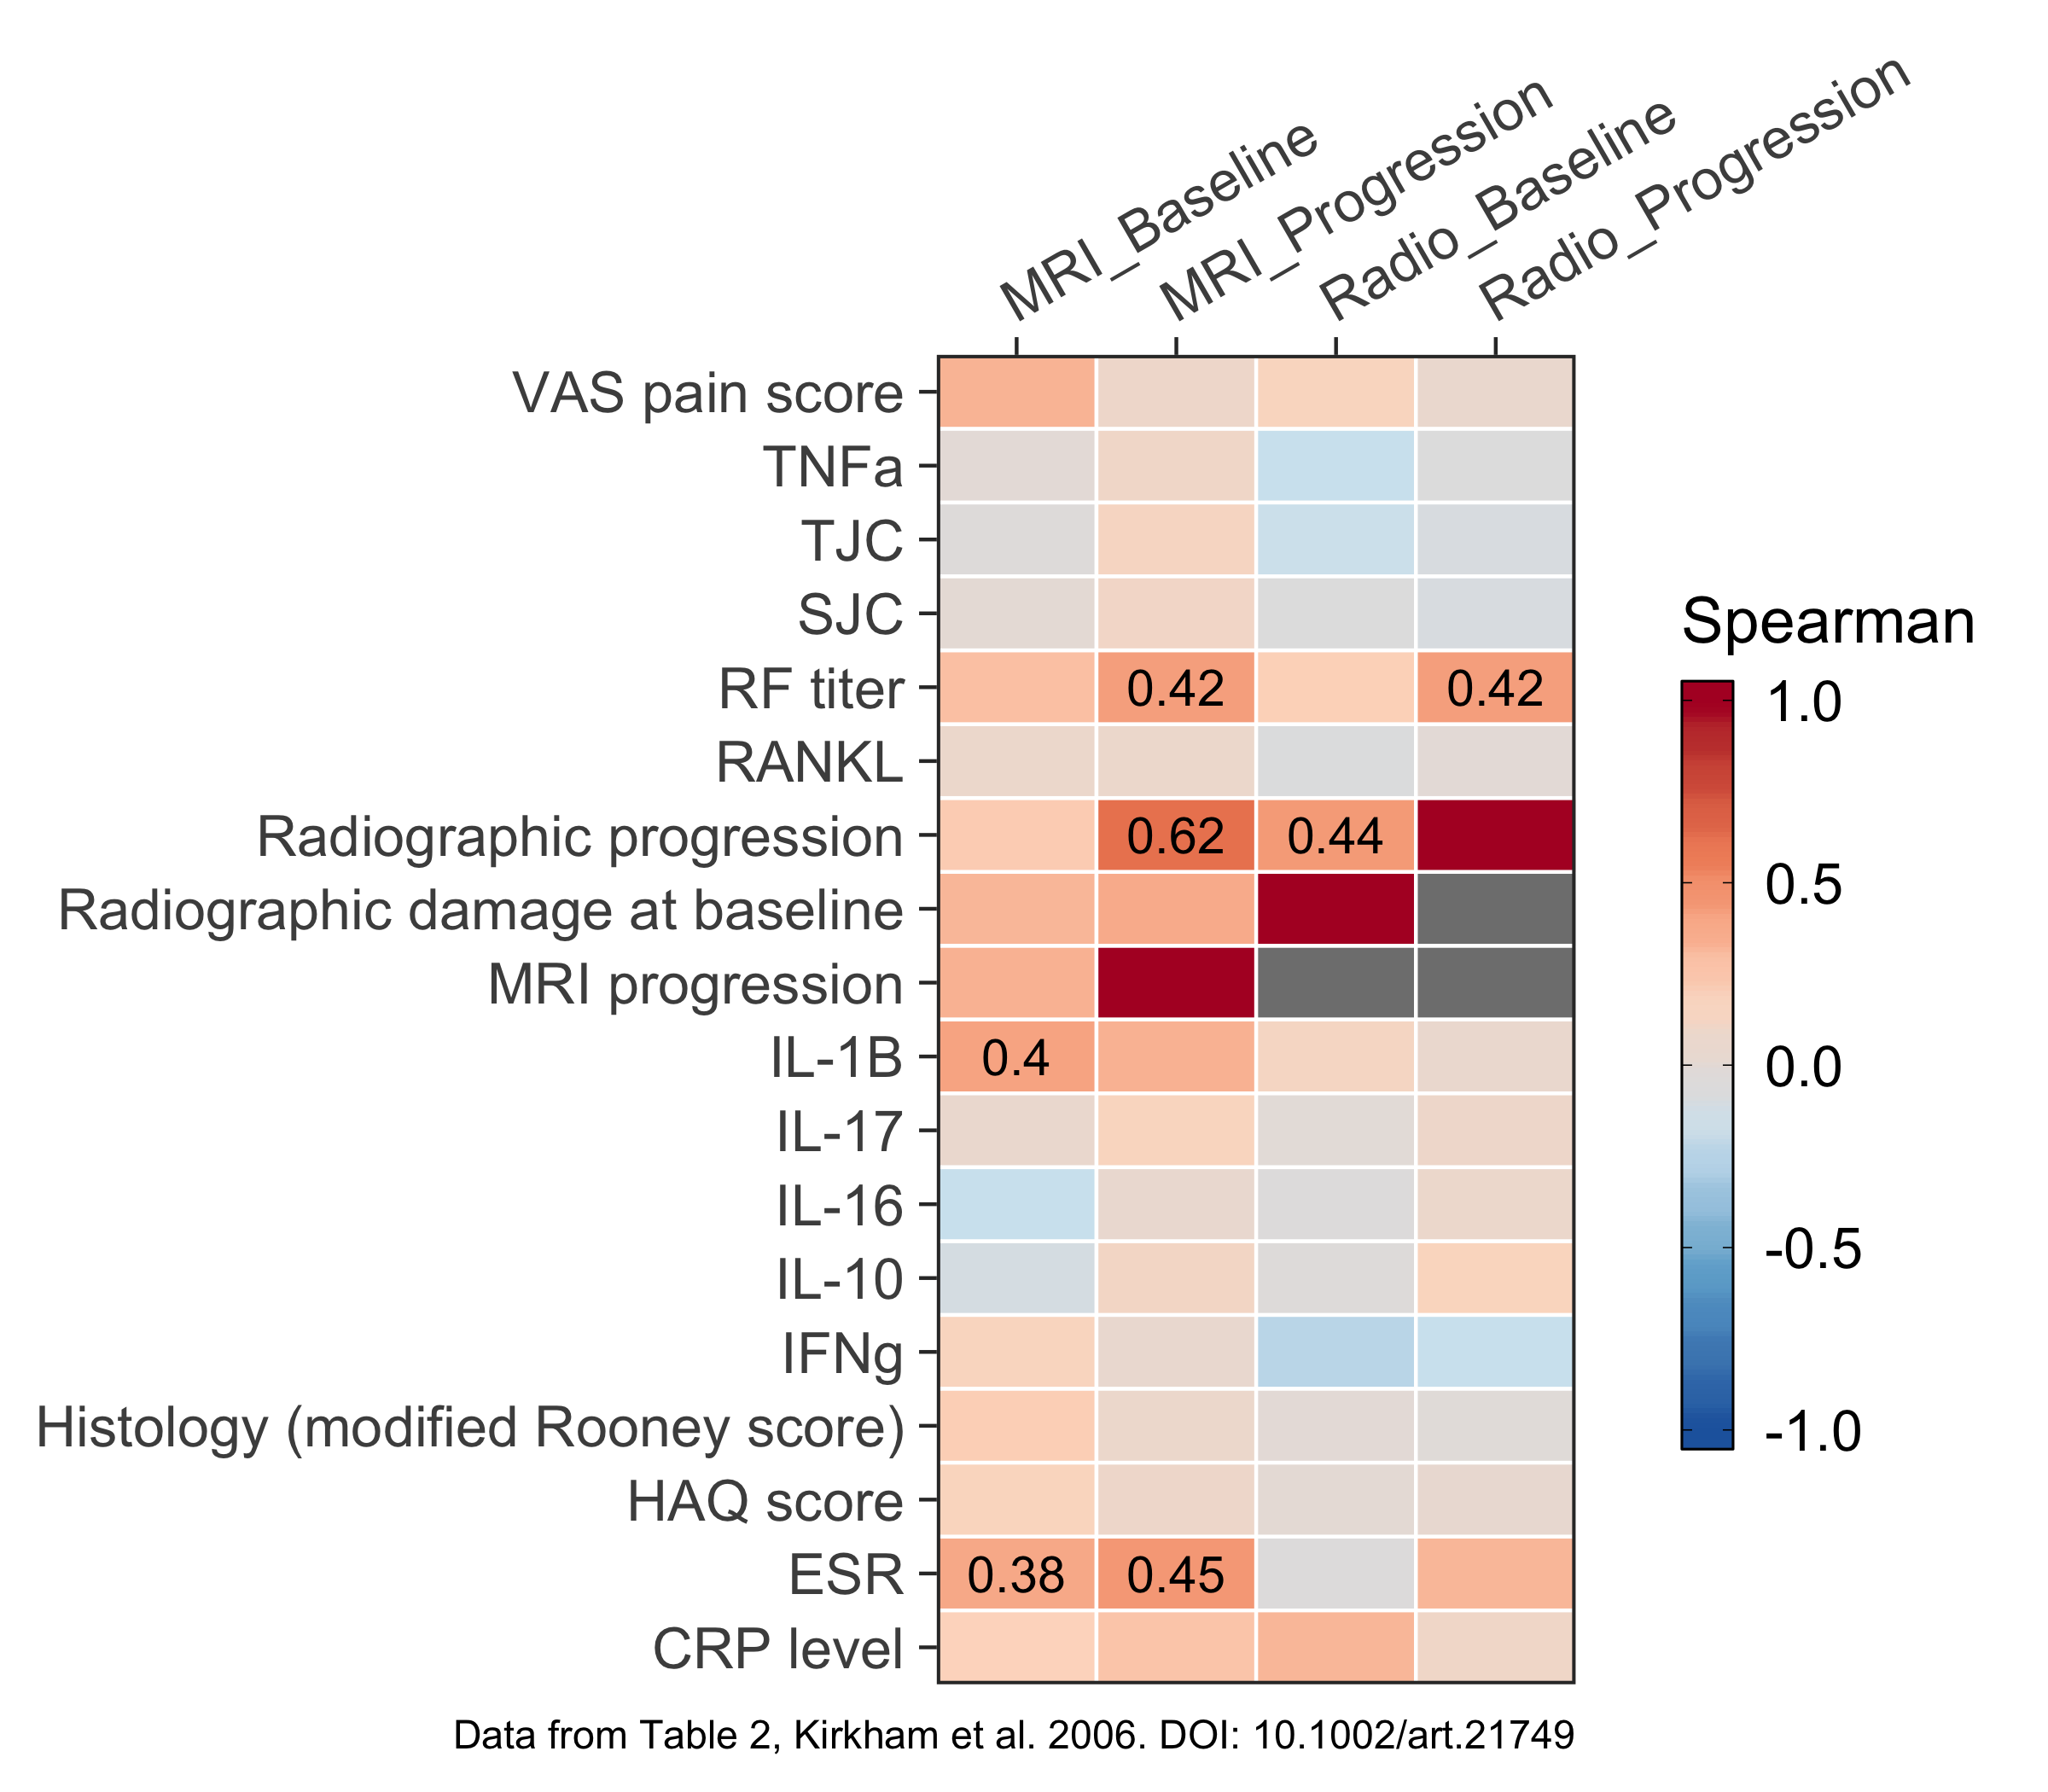 MRI_Baseline
MRI_Progression
Radio_Baseline
Radio_Progression
VAS pain score
TNFa
TJC
SJC
RF titer 0.42 0.42
RANKL
Radiographic progression 0.62 0.44
Radiographic damage at baseline
MRI progression
IL-1B 0.4
IL-17
IL-16
IL-10
IFNg
Histology (modified Rooney score)
HAQ score
ESR 0.38 0.45
CRP level
Spearman
1.0
0.5
0.0
-0.5
-1.0
Data from Table 2, Kirkham et al. 2006. DOI: 10.1002/art.21749